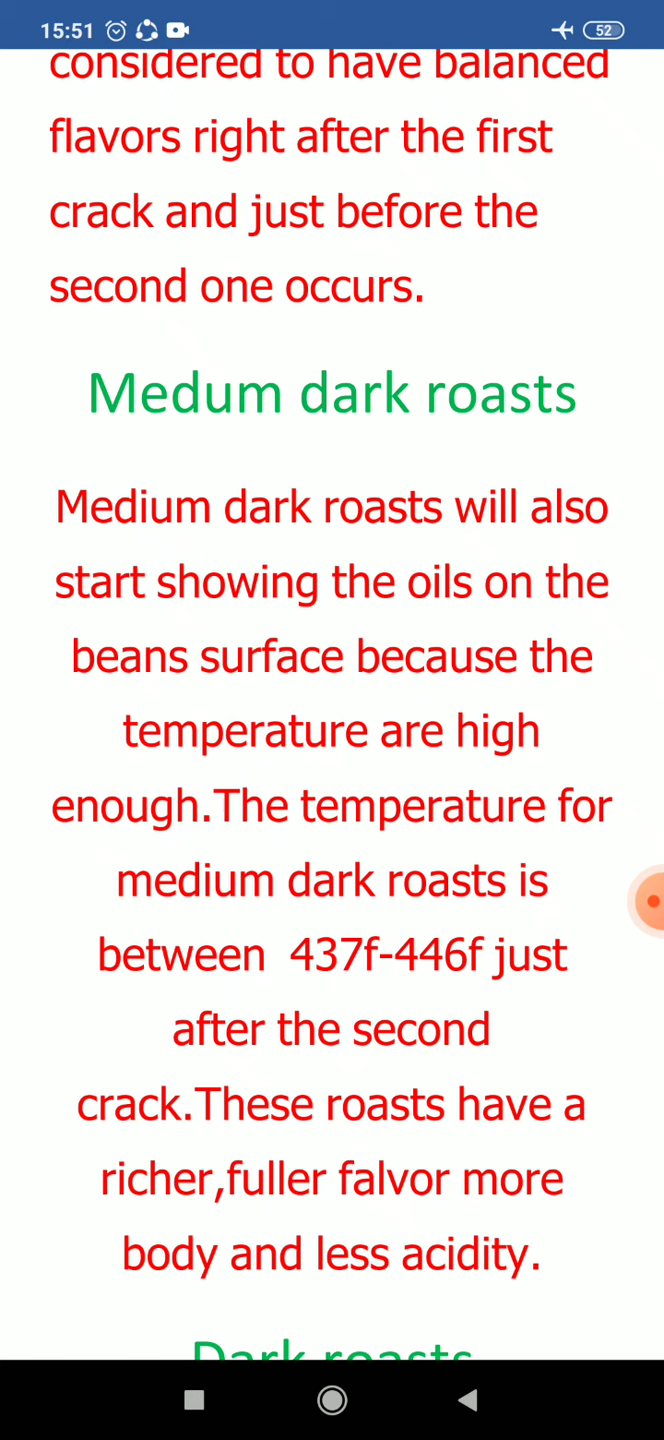 15:51
52
considered to have balanced
flavors right after the first
crack and just before the
second one occurs.
Medum dark roasts
Medium dark roasts will also
start showing the oils on the
beans surface because the
temperature are high
enough.The temperature for
medium dark roasts is
between  437f-446f just
after the second
crack.These roasts have a
richer,fuller falvor more
body and less acidity.
Dark roasts